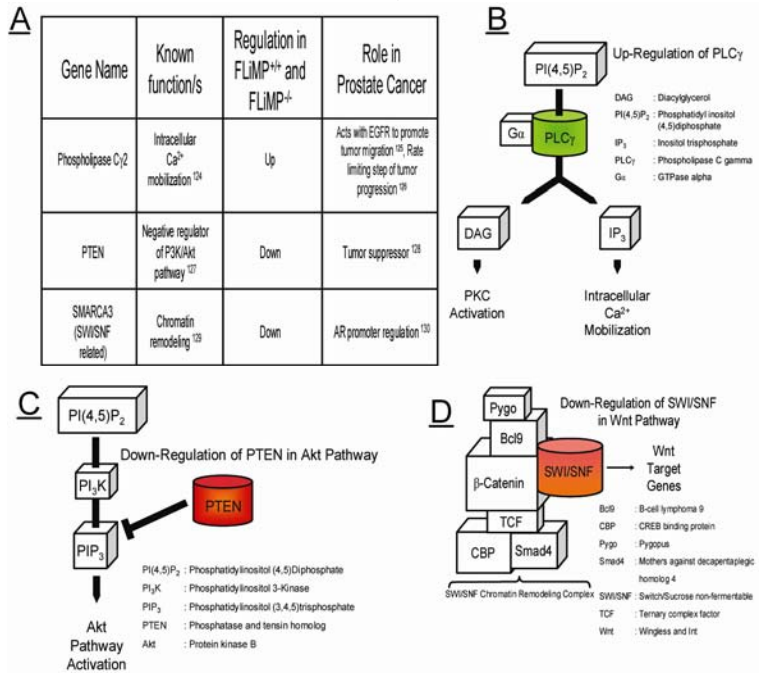 A
Gene Name
Known
function/s
Regulation in
FLiMP+/+ and
FLiMP-/-
Role in
Prostate Cancer
Phospholipase Cγ2
Intracellular
Ca2+
mobilization 124
Up
Acts with EGFR to promote
tumor migration 125, Rate
limiting step of tumor
progression 126
PTEN
Negative regulator
of P3K/Akt
pathway 127
Down
Tumor suppressor 128
SMARCA3
(SWI/SNF
related)
Chromatin
remodeling 129
Down
AR promoter regulation 130
B
Up-Regulation of PLCγ
PI(4,5)P2
Gα
PLCγ
DAG
IP3
PKC
Activation
Intracellular
Ca2+
Mobilization
DAG : Diacylglycerol
PI(4,5)P2 : Phosphatidyl inositol
(4,5)diphosphate
IP3 : Inositol trisphosphate
PLCγ : Phospholipase C gamma
Gα : GTPase alpha
C
PI(4,5)P2
Down-Regulation of PTEN in Akt Pathway
PI3K
PTEN
PIP3
Akt
Pathway
Activation
PI(4,5)P2 : Phosphatidylinositol (4,5)Diphosphate
PI3K : Phosphatidylinositol 3-Kinase
PIP3 : Phosphatidylinositol (3,4,5)trisphosphate
PTEN : Phosphatase and tensin homolog
Akt : Protein kinase B
D
Down-Regulation of SWI/SNF
in Wnt Pathway
Pygo
Bcl9
β-Catenin
SWI/SNF
TCF
CBP
Smad4
Wnt
Target
Genes
SWI/SNF Chromatin Remodeling Complex
Bcl9 : B-cell lymphoma 9
CBP : CREB binding protein
Pygo : Pygopus
Smad4 : Mothers against decapentaplegic
homolog 4
SWI/SNF : Switch/Sucrose non-fermentable
TCF : Ternary complex factor
Wnt : Wingless and Int